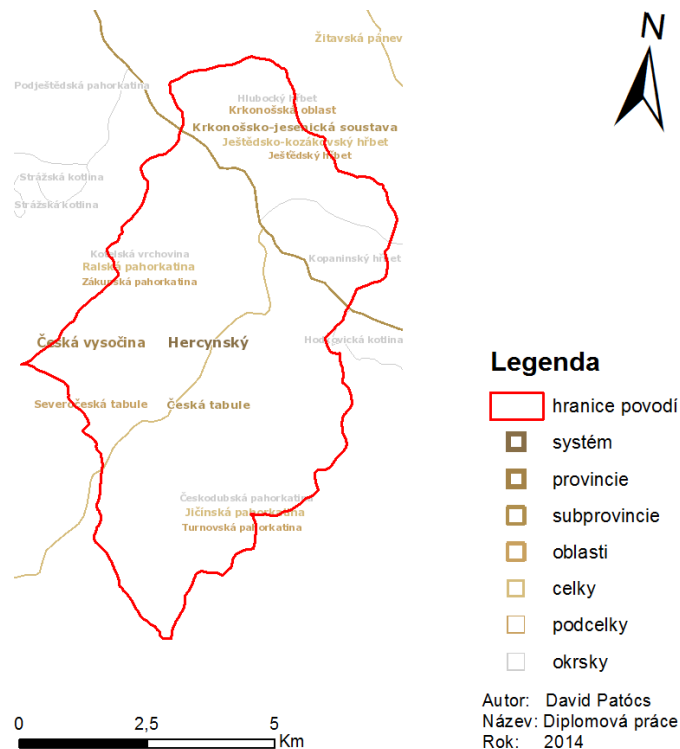 Žitavská pánev
Podještědská pahorkatina
Hlubocký hřbet
Krkonošská oblast
Krkonošsko-jesenická soustava
Ještědsko-kozákovský hřbet
Ještědský hřbet
Strážská kotlina
Strážská kotlina
Kotelská vrchovina
Ralská pahorkatina
Zákupská pahorkatina
Kopaninský hřbet
Česká vysočina
Hercynský
Hodkovická kotlina
Severočeská tabule
Česká tabule
Českodubská pahorkatina
Jičínská pahorkatina
Turnovská pahorkatina
Legenda
hranice povodí
systém
provincie
subprovincie
oblasti
celky
podcelky
okrsky
Autor: David Patócs
Název: Diplomová práce
Rok: 2014
0 2,5 5
Km